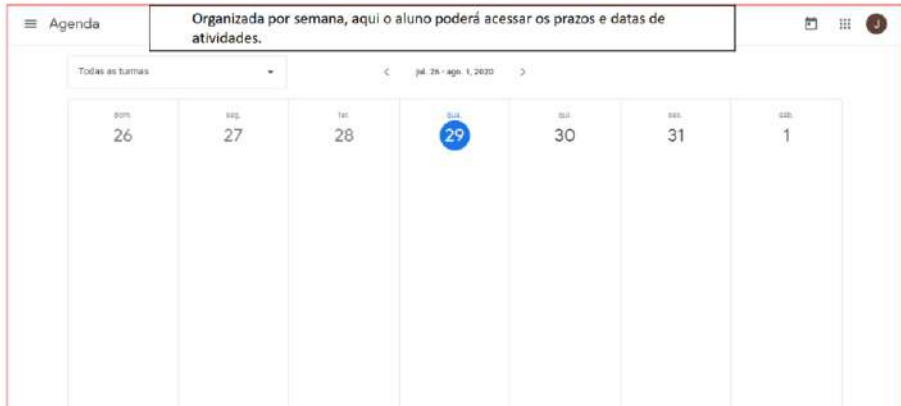 Agenda
Organizada por semana, aqui o aluno poderá acessar os prazos e datas de
atividades.
J
Todas as turmas
jul. 26 - ago. 1, 2020
dom. seg. ter. qua. qui. sex. sáb.
26 27 28 29 30 31 1